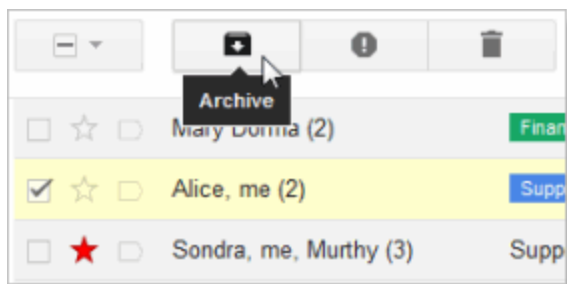 Archive
Mary Dorma (2)
Finan
Alice, me (2)
Supp
Sondra, me, Murthy (3)
Supp